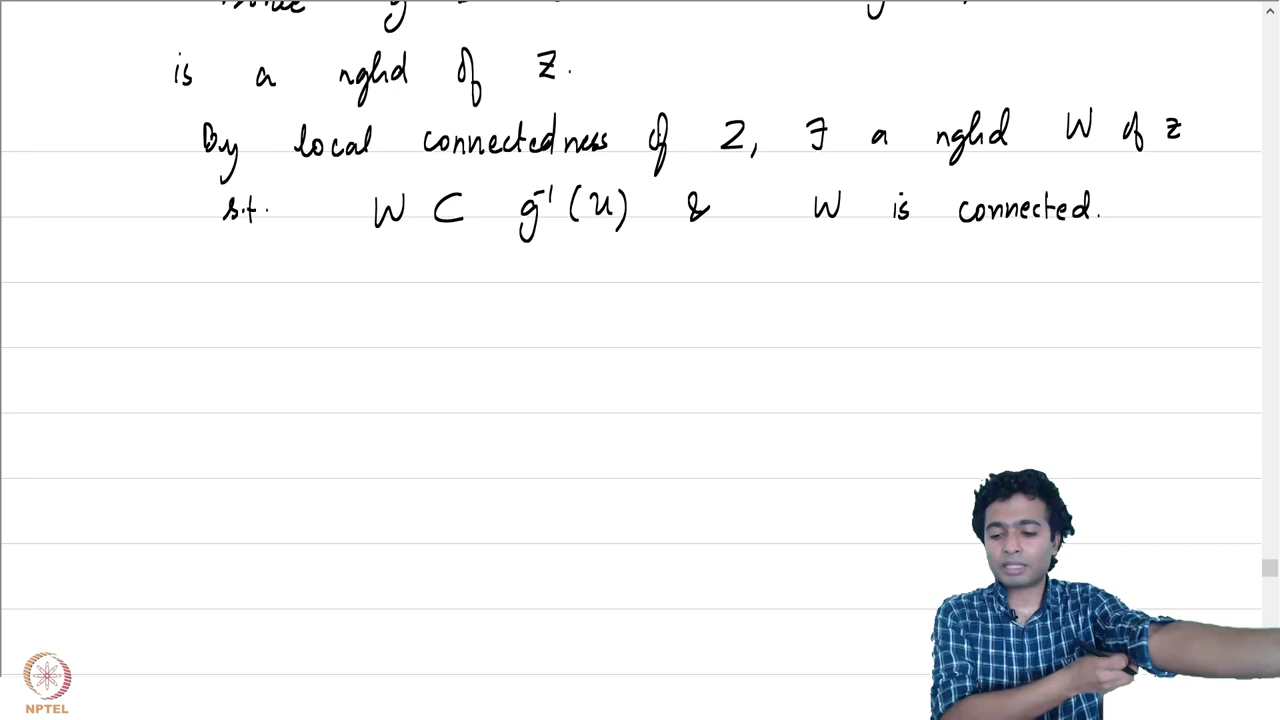 is a nghd of z.
By local connectedness of Z, ∃ a nghd W of z
s.t. W ⊂ g⁻¹(U) & W is connected.
NPTEL